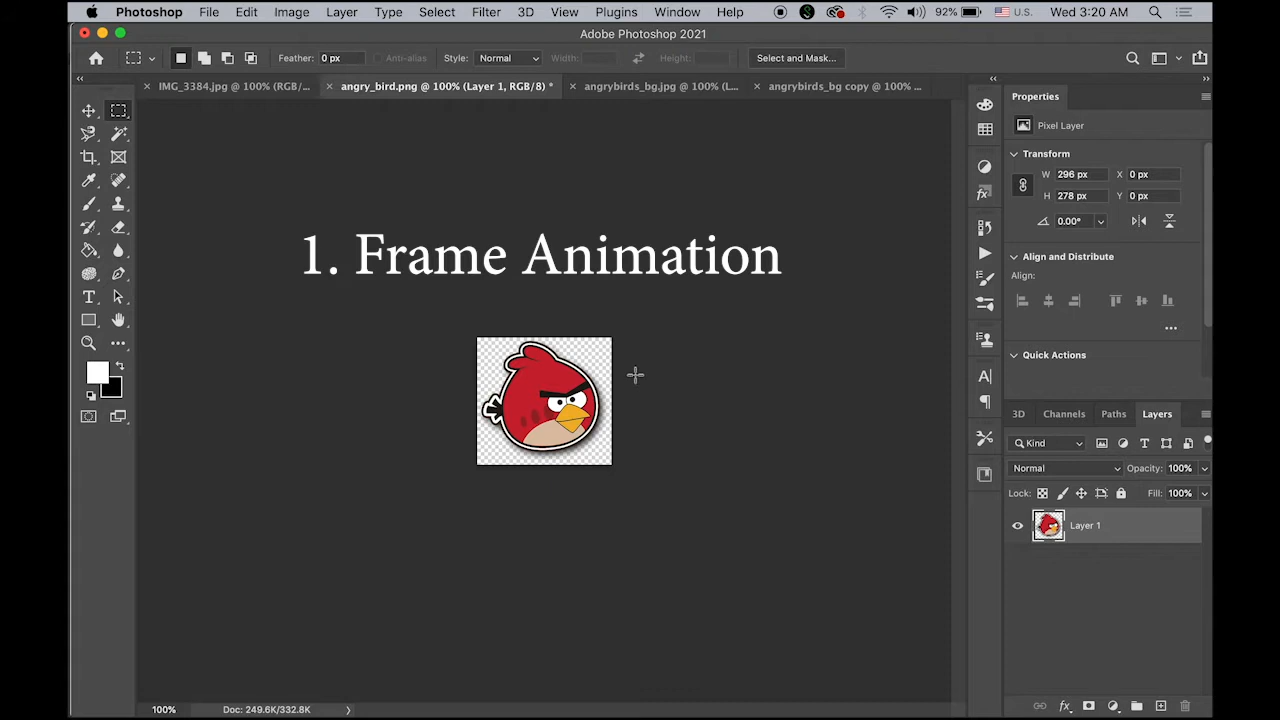 Photoshop File Edit Image Layer Type Select Filter 3D View Plugins Window Help 92% U.S. Wed 3:20 AM
Adobe Photoshop 2021
Feather: 0 px Anti-alias Style: Normal Width: Height: Select and Mask...
IMG_3384.jpg @ 100% (RGB/... angry_bird.png @ 100% (Layer 1, RGB/8) * angrybirds_bg.jpg @ 100% (L... angrybirds_bg copy @ 100% ...
Properties
Pixel Layer
Transform
W 296 px X 0 px
H 278 px Y 0 px
0.00°
Align and Distribute
Align:
Quick Actions
1. Frame Animation
3D Channels Paths Layers
Kind
Normal Opacity: 100%
Lock: Fill: 100%
Layer 1
100% Doc: 249.6K/332.8K